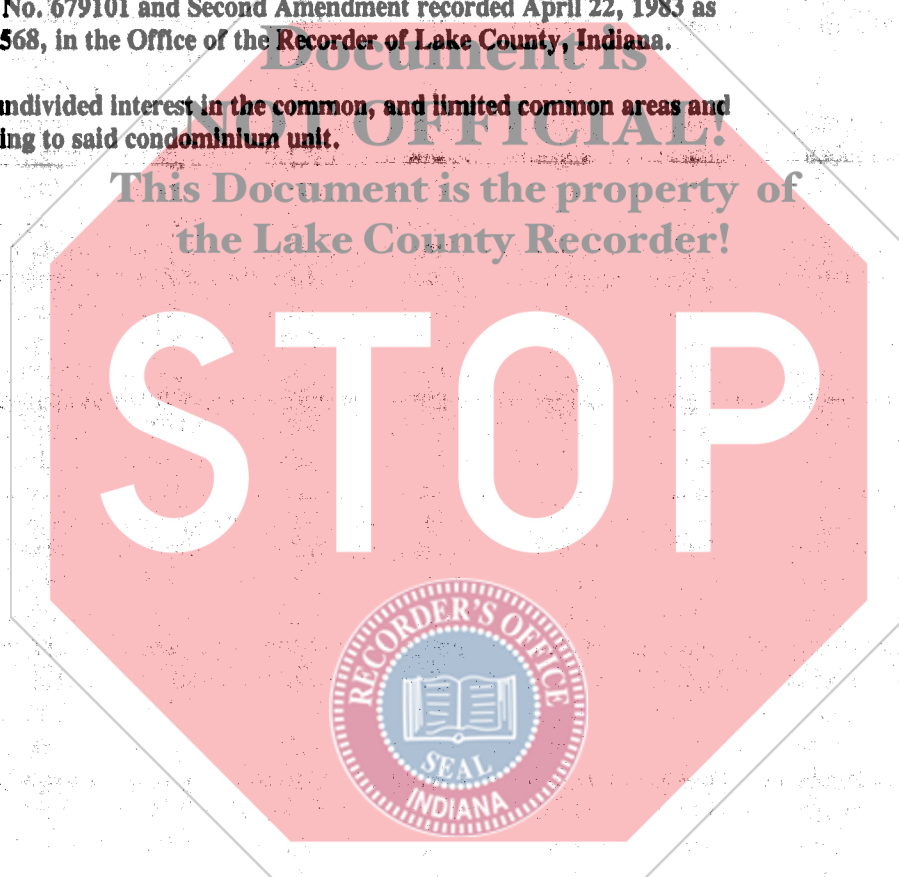 No. 679101 and Second Amendment recorded April 22, 1983 as
568, in the Office of the Recorder of Lake County, Indiana.
Document is
undivided interest in the common, and limited common areas and
NOT OFFICIAL!
ing to said condominium unit.
This Document is the property of
the Lake County Recorder!
STOP
RECORDER'S OFFICE
SEAL
INDIANA